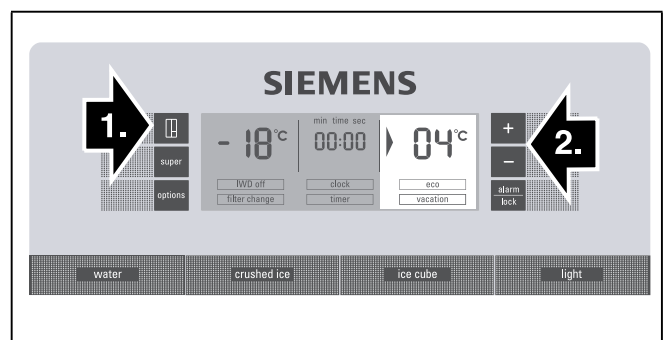 SIEMENS
1.
2.
super
options
- 18°C
min time sec
00:00
04°C
IWD off
clock
eco
filter change
timer
vacation
+
−
alarm
lock
water
crushed ice
ice cube
light